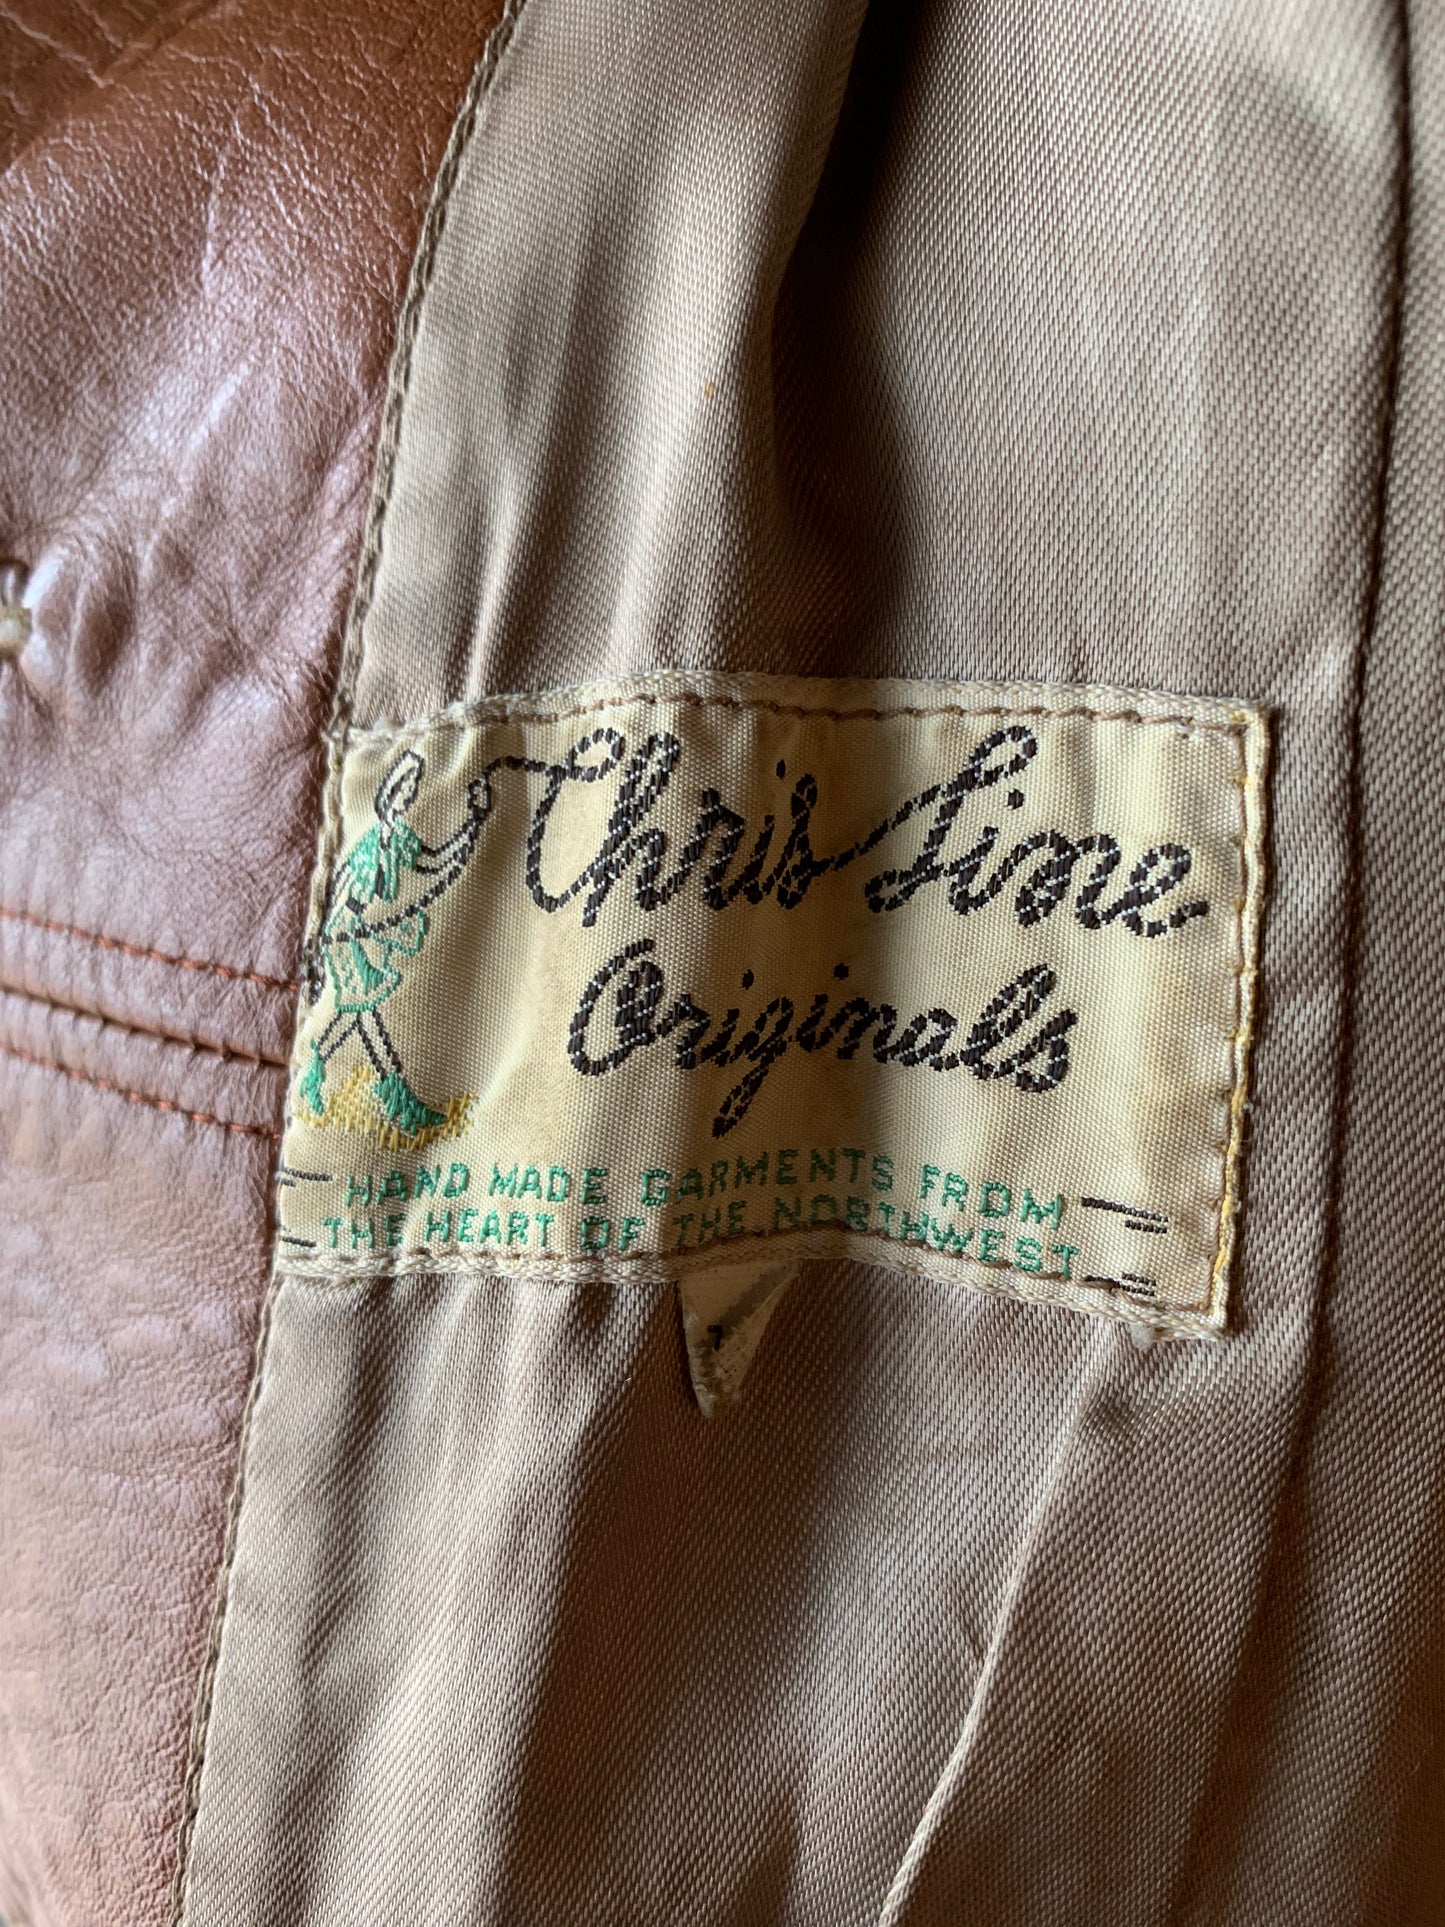 Chris Line
Originals
HAND MADE GARMENTS FROM
THE HEART OF THE NORTHWEST